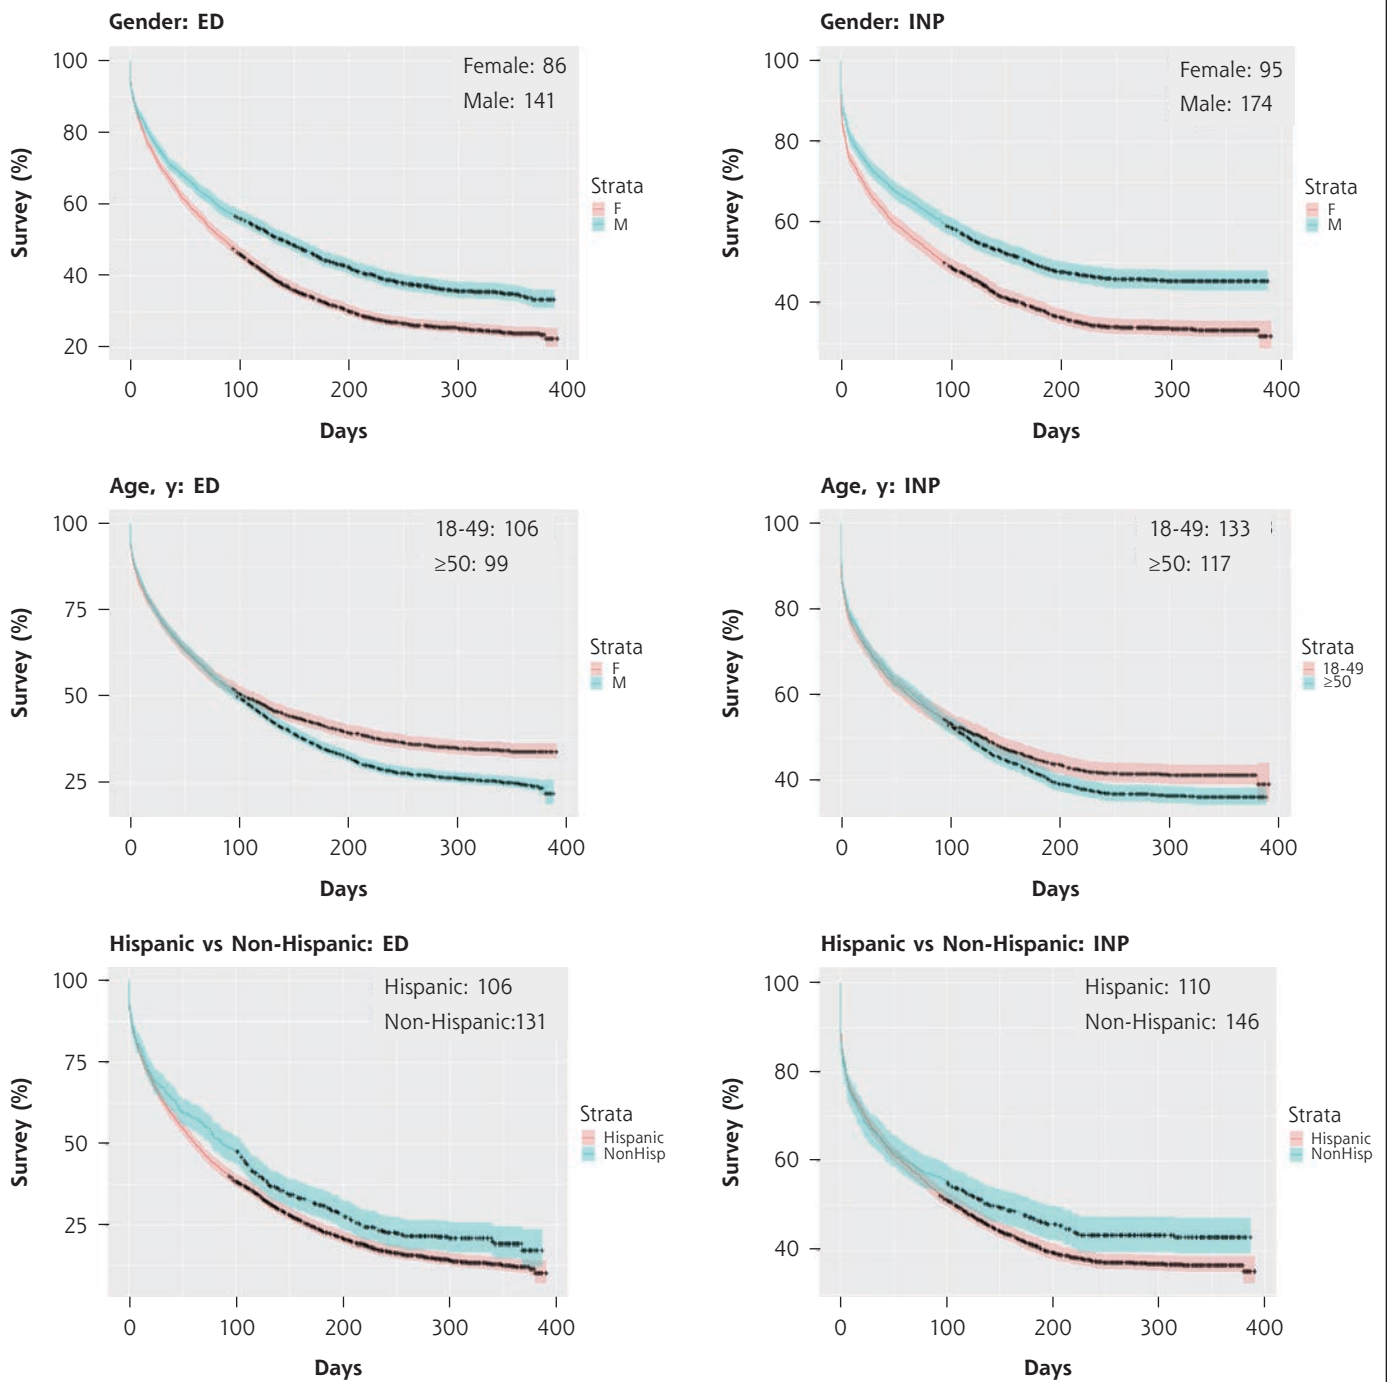 Gender: ED
Female: 86
Male: 141
100
80
60
40
20
Survey (%)
0 100 200 300 400
Days
Strata
F
M
Gender: INP
Female: 95
Male: 174
100
80
60
40
Survey (%)
0 100 200 300 400
Days
Strata
F
M
Age, y: ED
18-49: 106
≥50: 99
100
75
50
25
Survey (%)
0 100 200 300 400
Days
Strata
F
M
Age, y: INP
18-49: 133
≥50: 117
100
80
60
40
Survey (%)
0 100 200 300 400
Days
Strata
18-49
≥50
Hispanic vs Non-Hispanic: ED
Hispanic: 106
Non-Hispanic:131
100
75
50
25
Survey (%)
0 100 200 300 400
Days
Strata
Hispanic
NonHisp
Hispanic vs Non-Hispanic: INP
Hispanic: 110
Non-Hispanic: 146
100
80
60
40
Survey (%)
0 100 200 300 400
Days
Strata
Hispanic
NonHisp